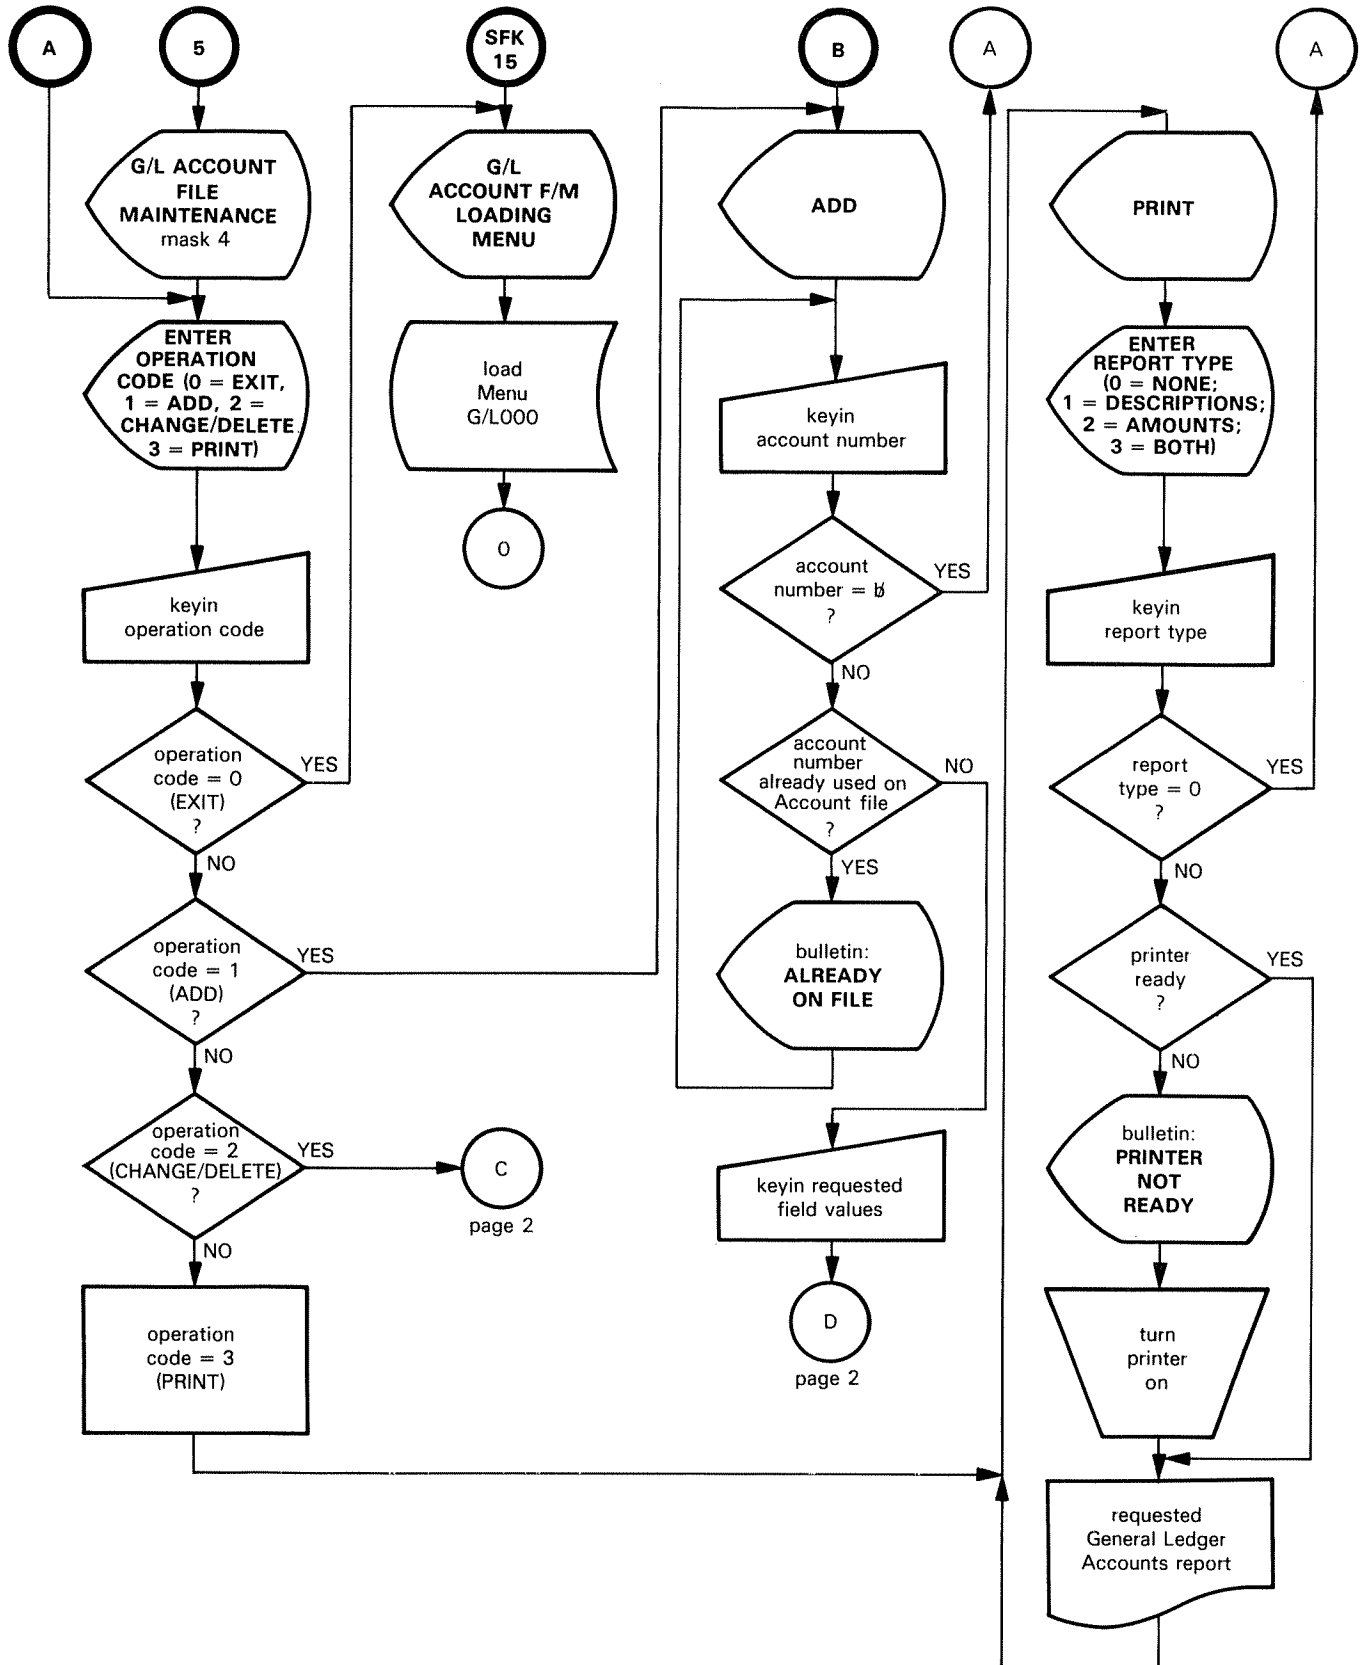 A
5
G/L ACCOUNT
FILE
MAINTENANCE
mask 4
ENTER
OPERATION
CODE (0 = EXIT,
1 = ADD, 2 =
CHANGE/DELETE
3 = PRINT)
keyin
operation code
operation
code = 0
(EXIT)
?
YES
NO
operation
code = 1
(ADD)
?
YES
NO
operation
code = 2
(CHANGE/DELETE)
?
YES
NO
operation
code = 3
(PRINT)
SFK
15
G/L
ACCOUNT F/M
LOADING
MENU
load
Menu
G/L000
0
C
page 2
B
ADD
keyin
account number
account
number = b̸
?
YES
NO
account
number
already used on
Account file
?
NO
YES
bulletin:
ALREADY
ON FILE
keyin requested
field values
D
page 2
A
A
PRINT
ENTER
REPORT TYPE
(0 = NONE;
1 = DESCRIPTIONS;
2 = AMOUNTS;
3 = BOTH)
keyin
report type
report
type = 0
?
YES
NO
printer
ready
?
YES
NO
bulletin:
PRINTER
NOT
READY
turn
printer
on
requested
General Ledger
Accounts report